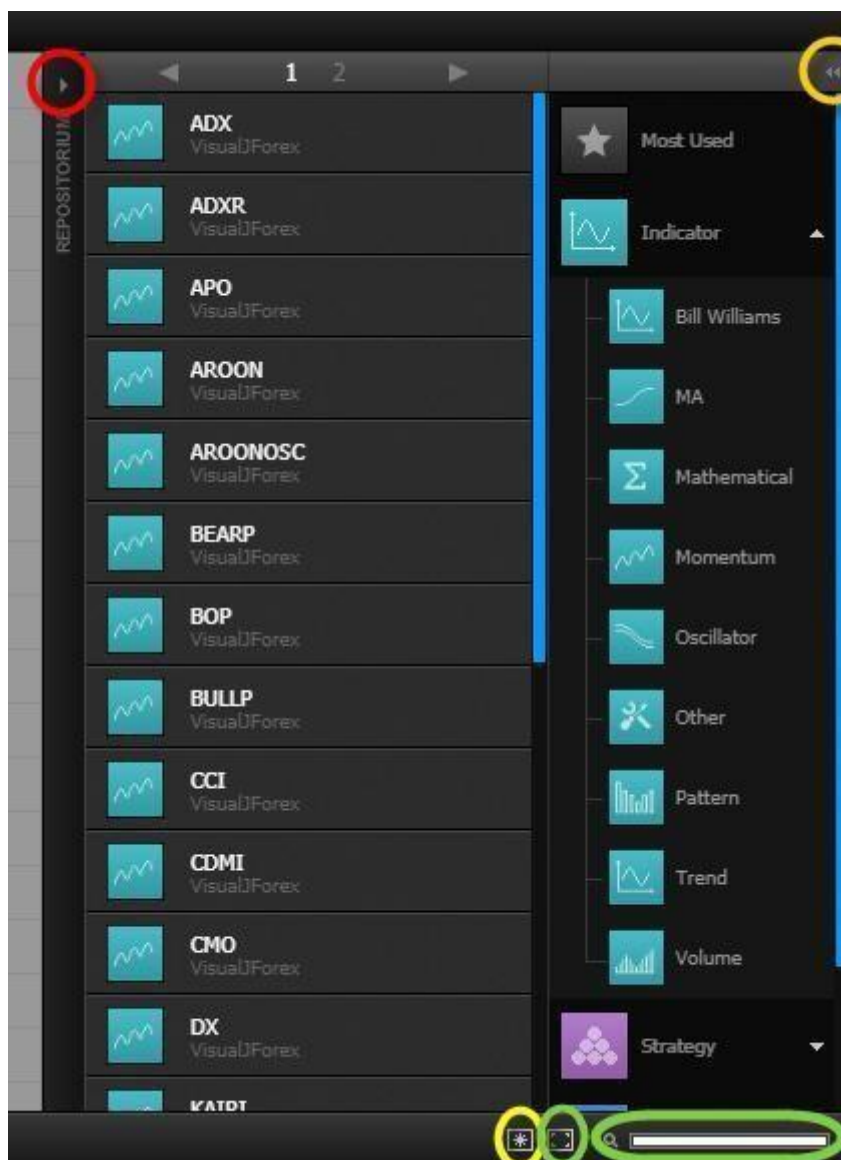 1 2
REPOSITORIUM
ADX
VisualJForex
ADXR
VisualJForex
APO
VisualJForex
AROON
VisualJForex
AROONOSC
VisualJForex
BEARP
VisualJForex
BOP
VisualJForex
BULLP
VisualJForex
CCI
VisualJForex
CDMI
VisualJForex
CMO
VisualJForex
DX
VisualJForex
KAIRI
Most Used
Indicator
Bill Williams
MA
Σ Mathematical
Momentum
Oscillator
Other
Pattern
Trend
Volume
Strategy